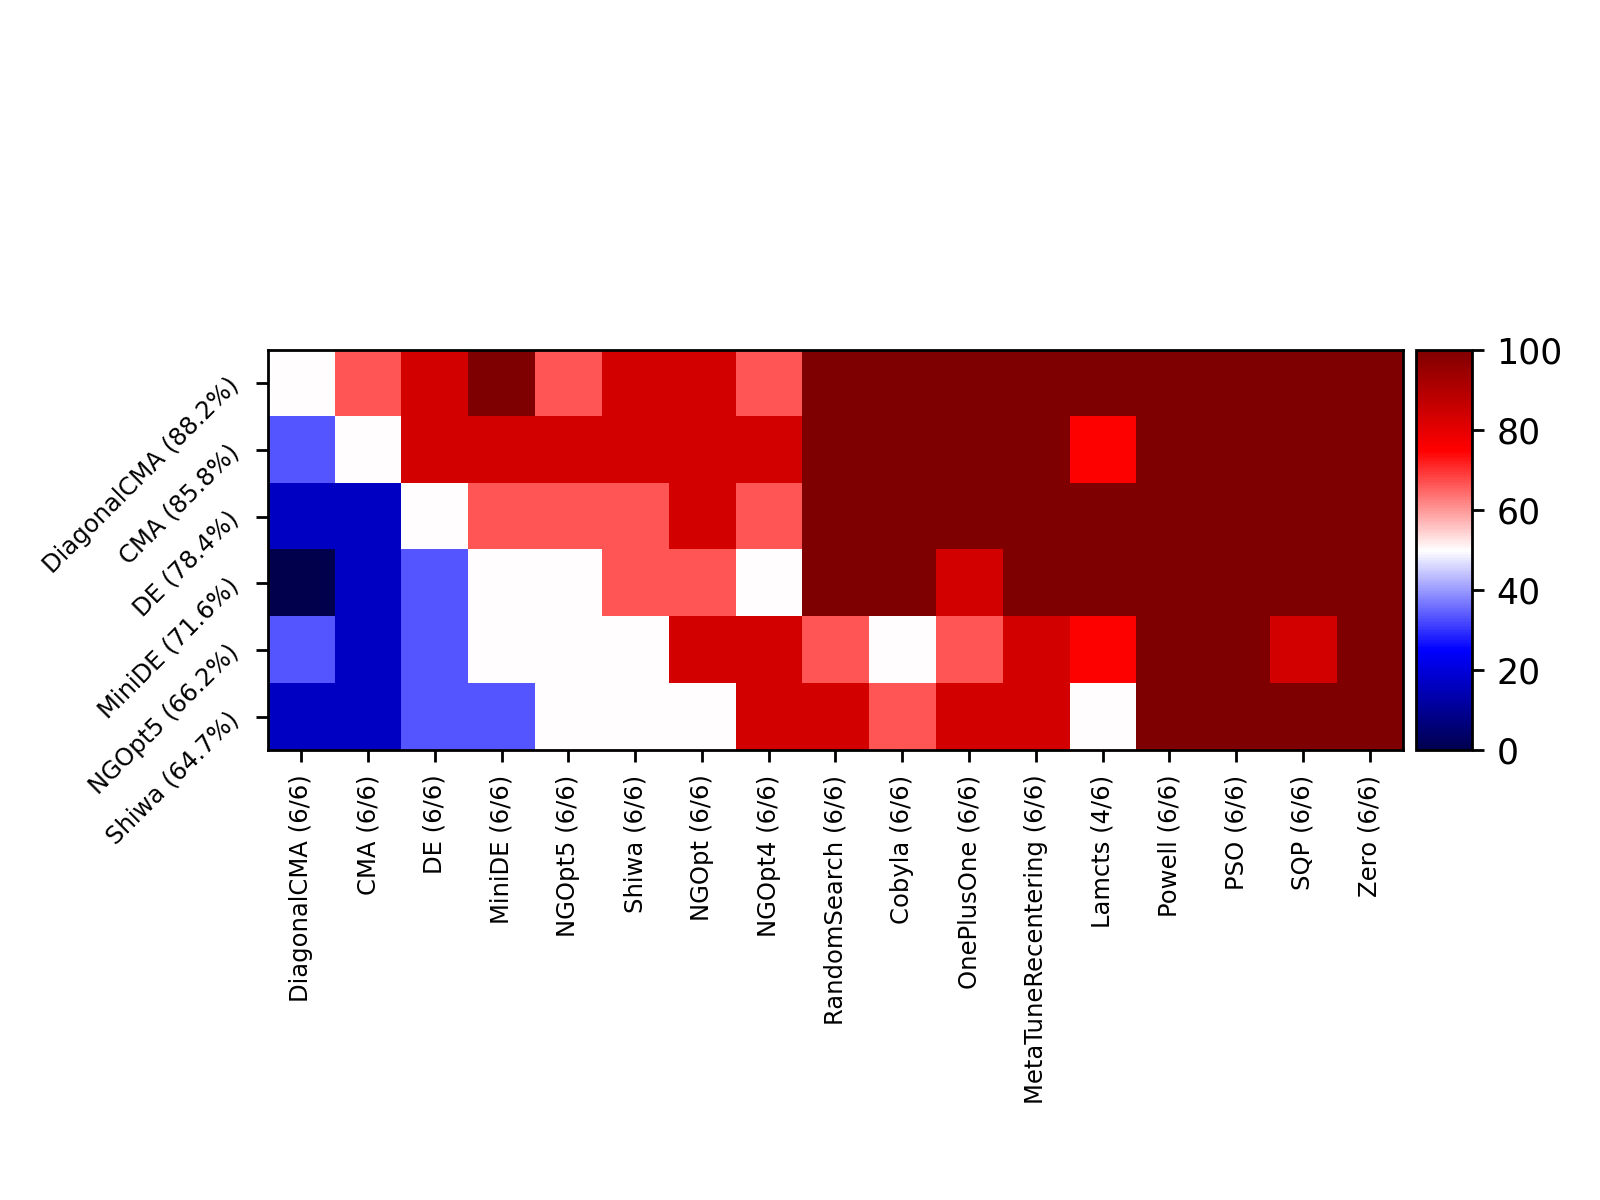 DiagonalCMA (88.2%)
CMA (85.8%)
DE (78.4%)
MiniDE (71.6%)
NGOpt5 (66.2%)
Shiwa (64.7%)
100
80
60
40
20
0
DiagonalCMA (6/6)
CMA (6/6)
DE (6/6)
MiniDE (6/6)
NGOpt5 (6/6)
Shiwa (6/6)
NGOpt (6/6)
NGOpt4 (6/6)
RandomSearch (6/6)
Cobyla (6/6)
OnePlusOne (6/6)
MetaTuneRecentering (6/6)
Lamcts (4/6)
Powell (6/6)
PSO (6/6)
SQP (6/6)
Zero (6/6)